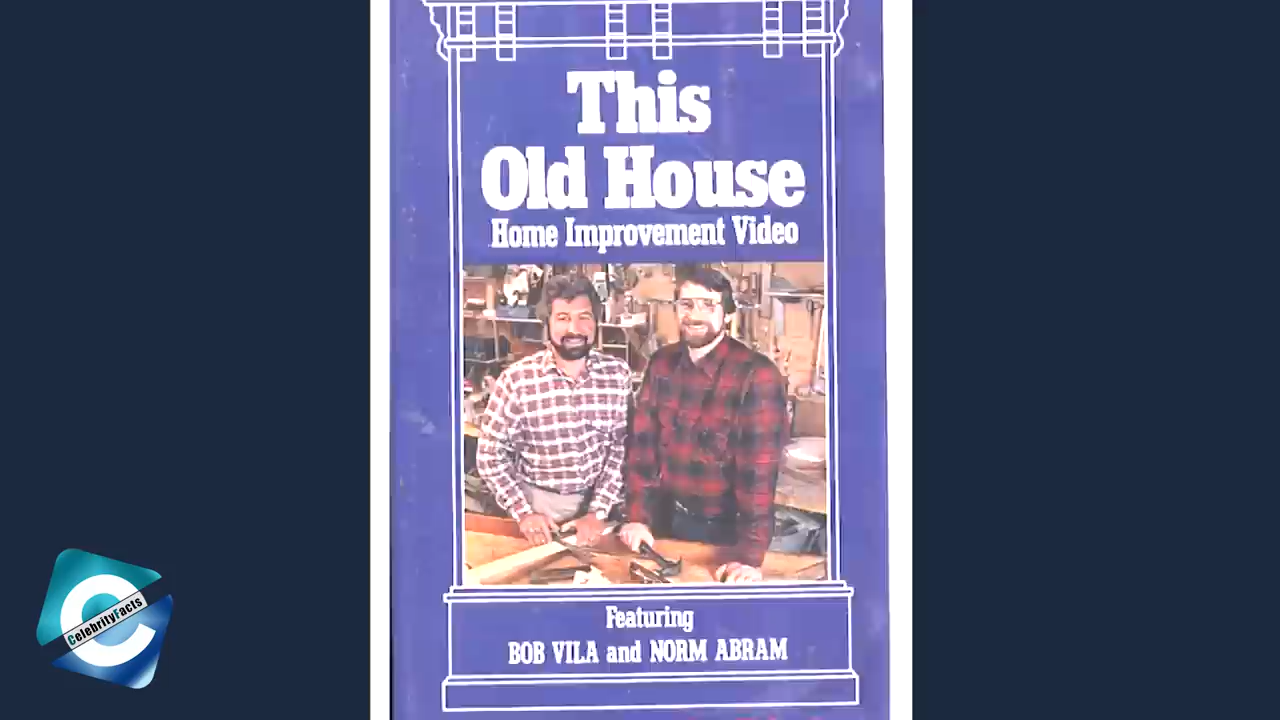 This
Old House
Home Improvement Video
Featuring
BOB VILA and NORM ABRAM
CelebrityFacts